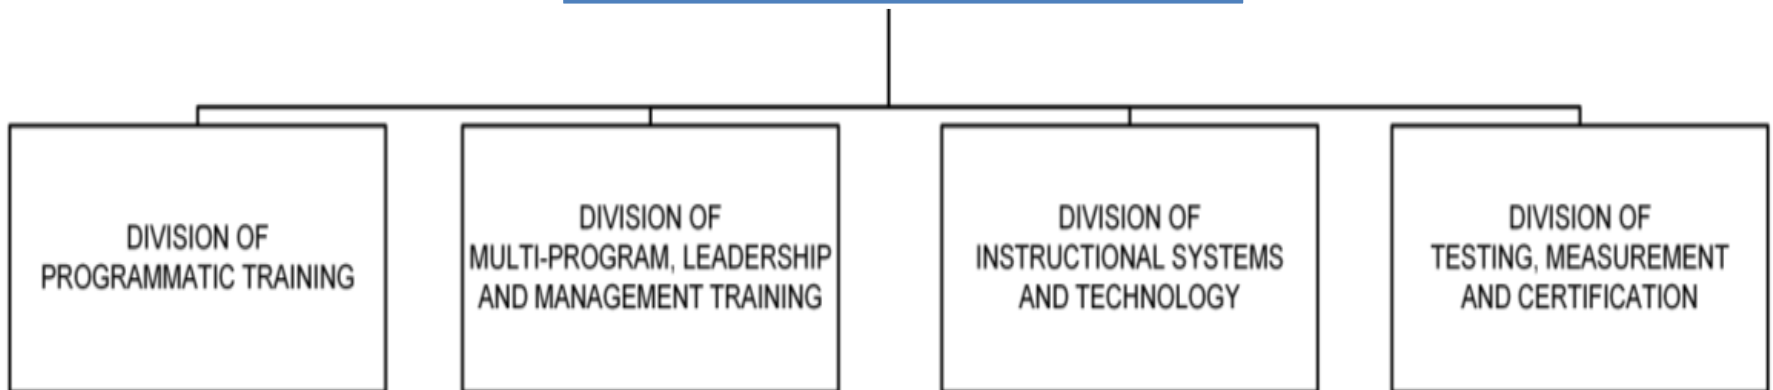 DIVISION OF
PROGRAMMATIC TRAINING
DIVISION OF
MULTI-PROGRAM, LEADERSHIP
AND MANAGEMENT TRAINING
DIVISION OF
INSTRUCTIONAL SYSTEMS
AND TECHNOLOGY
DIVISION OF
TESTING, MEASUREMENT
AND CERTIFICATION